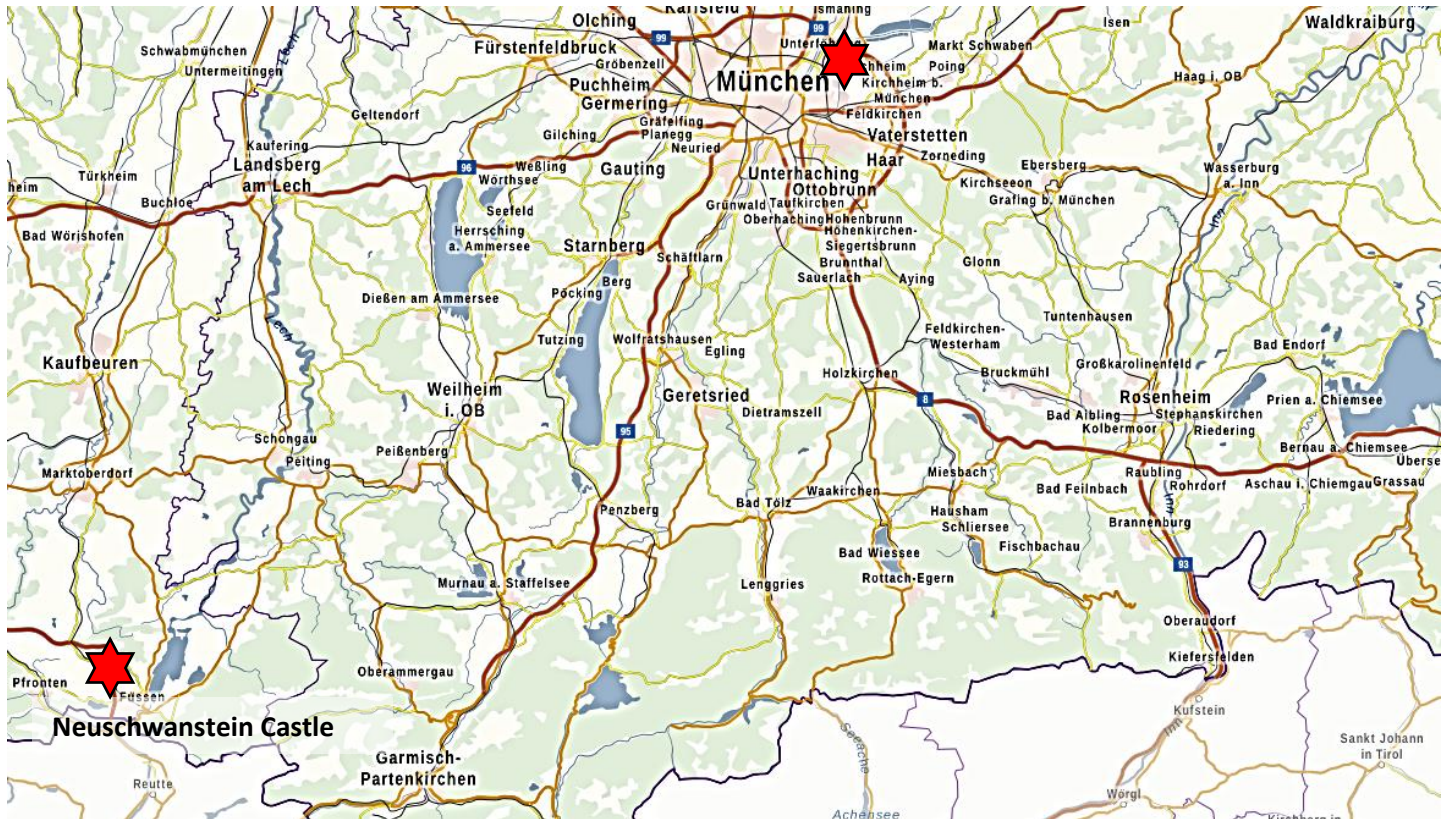 Karlsfeld
Ismaning
Olching
99
99
Isen
Waldkraiburg
Schwabmünchen
Lech
Fürstenfeldbruck
Markt Schwaben
Untermeitingen
Gröbenzell
Poing
Haag i. OB
Puchheim
München
Kirchheim b.
München
Germering
Geltendorf
Feldkirchen
Gräfelfing
Gilching
Planegg
Vaterstetten
Kaufering
Neuried
Haar
Zorneding
Landsberg
am Lech
96
Weßling
Gauting
Ebersberg
Wasserburg
a. Inn
Türkheim
Wörthsee
Unterhaching
Kirchseeon
Ottobrunn
Buchloe
Seefeld
Grünwald
Taufkirchen
Grafing b. München
Herrsching
a. Ammersee
Oberhaching
Hohenbrunn
Inn
Bad Wörishofen
Höhenkirchen-
Siegertsbrunn
Starnberg
Schäftlarn
Brunnthal
Glonn
Berg
Sauerlach
Aying
Pöcking
Dießen am Ammersee
Lech
Tuntenhausen
Feldkirchen-
Westerham
Tutzing
Wolfratshausen
Egling
Bad Endorf
Kaufbeuren
Großkarolinenfeld
Holzkirchen
Bruckmühl
Weilheim
i. OB
Geretsried
Rosenheim
8
Prien a. Chiemsee
Dietramszell
Bad Aibling
Stephanskirchen
Kolbermoor
Riedering
95
Schongau
Peißenberg
Bernau a. Chiemsee
Peiting
Marktoberdorf
Miesbach
Raubling
Aschau i. Chiemgau
Grassau
Waakirchen
Bad Feilnbach
Rohrdorf
Inn
Penzberg
Bad Tölz
Hausham
Schliersee
Brannenburg
Fischbachau
Bad Wiessee
93
Murnau a. Staffelsee
Lenggries
Rottach-Egern
Oberaudorf
Kiefersfelden
Oberammergau
Pfronten
Füssen
Neuschwanstein Castle
Kufstein
Inn
Seeache
Sankt Johann
in Tirol
Garmisch-
Partenkirchen
Reutte
Wörgl
Achensee